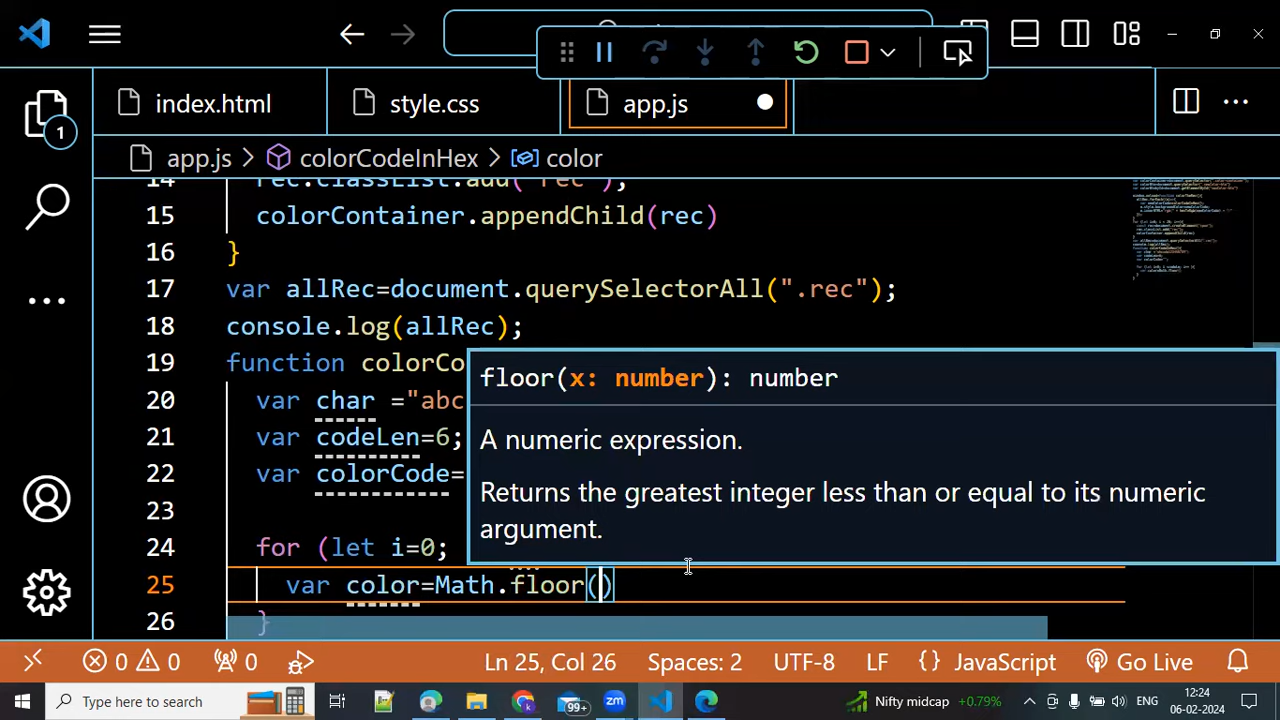 index.html
style.css
app.js
1
app.js > colorCodeInHex > color
15 colorContainer.appendChild(rec)
16 }
17 var allRec=document.querySelectorAll(".rec");
18 console.log(allRec);
19 function colorCo
20 var char ="abc
21 var codeLen=6;
22 var colorCode=
23
24 for (let i=0;
25 var color=Math.floor()
26 }
floor(x: number): number
A numeric expression.
Returns the greatest integer less than or equal to its numeric
argument.
0 0 0 Ln 25, Col 26 Spaces: 2 UTF-8 LF {} JavaScript Go Live
Type here to search
99+
zm
Nifty midcap +0.79%
ENG
12:24
06-02-2024